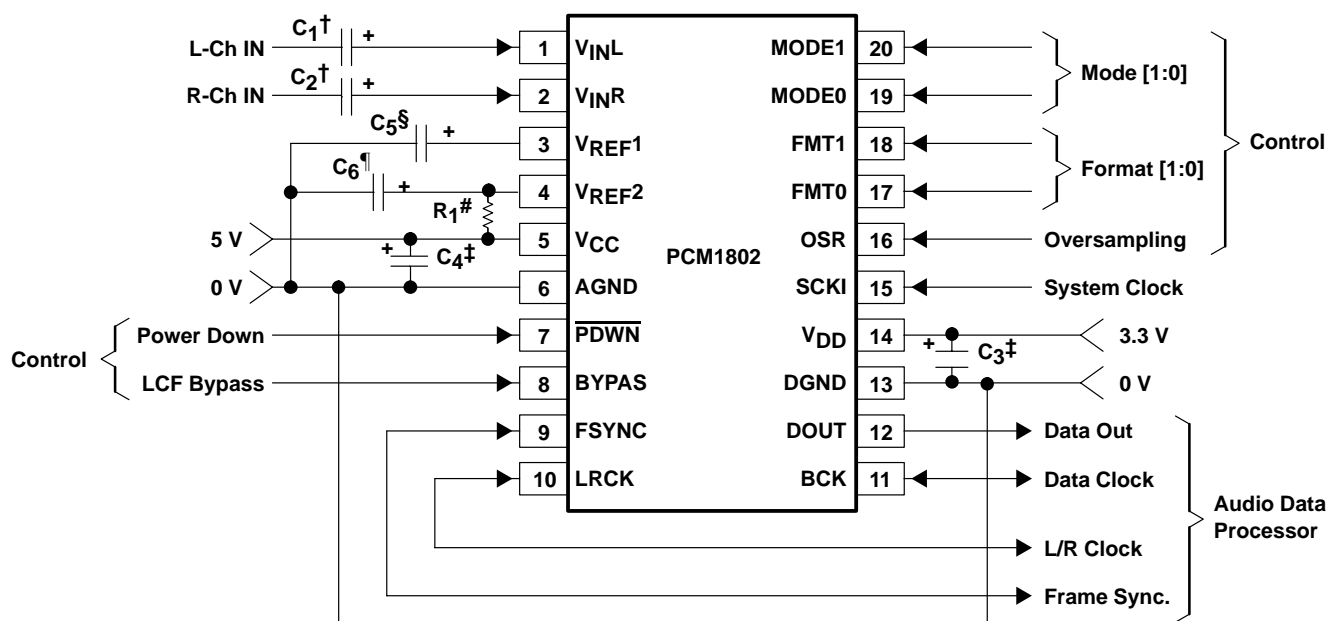 C1†
L-Ch IN
+
1
VINL
MODE1
20
C2†
R-Ch IN
+
2
VINR
MODE0
19
Mode [1:0]
C5§
+
3
VREF1
FMT1
18
C6¶
+
4
VREF2
FMT0
17
Format [1:0]
Control
R1#
5 V
+
C4‡
5
VCC
OSR
16
Oversampling
PCM1802
0 V
6
AGND
SCKI
15
System Clock
Control
Power Down
7
PDWN
VDD
14
+
C3‡
3.3 V
LCF Bypass
8
BYPAS
DGND
13
0 V
9
FSYNC
DOUT
12
Data Out
10
LRCK
BCK
11
Data Clock
L/R Clock
Frame Sync.
Audio Data
Processor